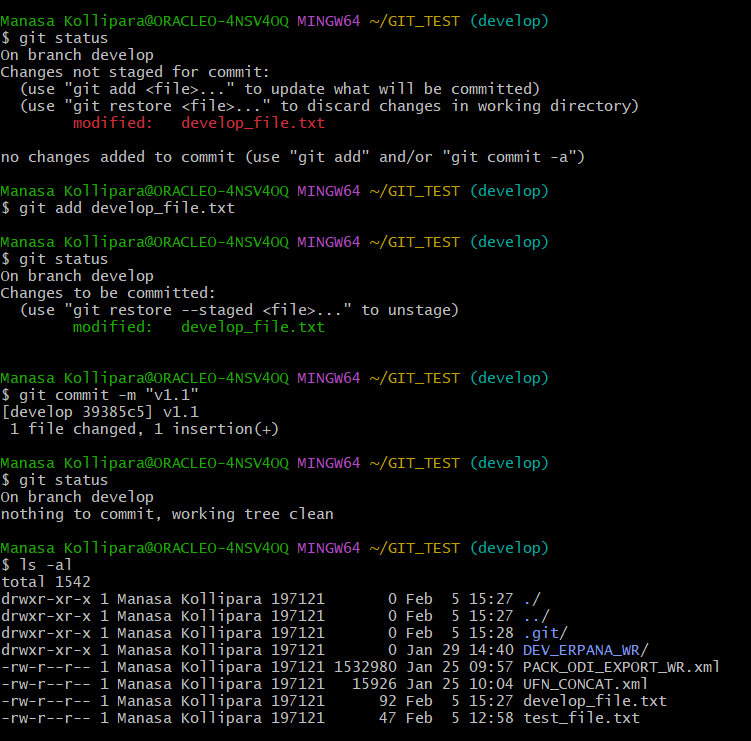 Manasa Kollipara@ORACLEO-4NSV4OQ MINGW64 ~/GIT_TEST (develop)
$ git status
On branch develop
Changes not staged for commit:
  (use "git add <file>..." to update what will be committed)
  (use "git restore <file>..." to discard changes in working directory)
        modified:   develop_file.txt

no changes added to commit (use "git add" and/or "git commit -a")

Manasa Kollipara@ORACLEO-4NSV4OQ MINGW64 ~/GIT_TEST (develop)
$ git add develop_file.txt

Manasa Kollipara@ORACLEO-4NSV4OQ MINGW64 ~/GIT_TEST (develop)
$ git status
On branch develop
Changes to be committed:
  (use "git restore --staged <file>..." to unstage)
        modified:   develop_file.txt


Manasa Kollipara@ORACLEO-4NSV4OQ MINGW64 ~/GIT_TEST (develop)
$ git commit -m "v1.1"
[develop 39385c5] v1.1
 1 file changed, 1 insertion(+)

Manasa Kollipara@ORACLEO-4NSV4OQ MINGW64 ~/GIT_TEST (develop)
$ git status
On branch develop
nothing to commit, working tree clean

Manasa Kollipara@ORACLEO-4NSV4OQ MINGW64 ~/GIT_TEST (develop)
$ ls -al
total 1542
drwxr-xr-x 1 Manasa Kollipara 197121       0 Feb  5 15:27 ./
drwxr-xr-x 1 Manasa Kollipara 197121       0 Feb  5 15:27 ../
drwxr-xr-x 1 Manasa Kollipara 197121       0 Feb  5 15:28 .git/
drwxr-xr-x 1 Manasa Kollipara 197121       0 Jan 29 14:40 DEV_ERPANA_WR/
-rw-r--r-- 1 Manasa Kollipara 197121 1532980 Jan 25 09:57 PACK_ODI_EXPORT_WR.xml
-rw-r--r-- 1 Manasa Kollipara 197121   15926 Jan 25 10:04 UFN_CONCAT.xml
-rw-r--r-- 1 Manasa Kollipara 197121      92 Feb  5 15:27 develop_file.txt
-rw-r--r-- 1 Manasa Kollipara 197121      47 Feb  5 12:58 test_file.txt